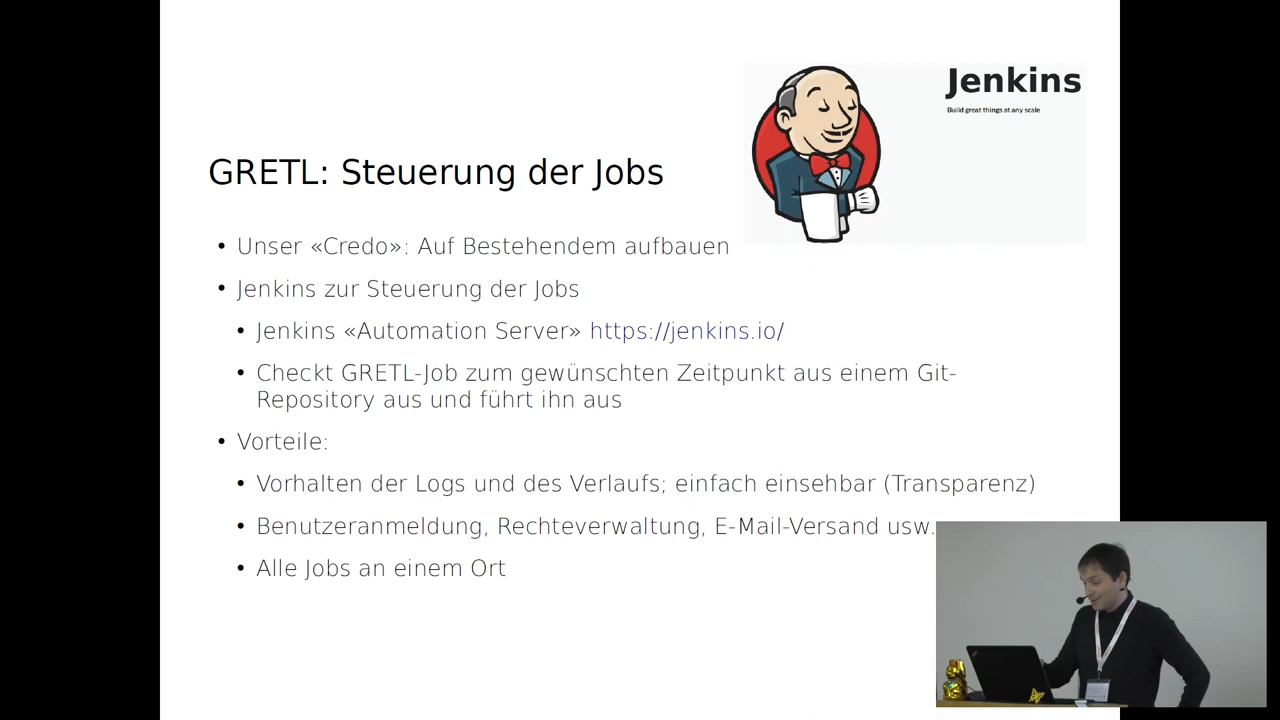 Jenkins
Build great things at any scale
GRETL: Steuerung der Jobs
• Unser «Credo»: Auf Bestehendem aufbauen
• Jenkins zur Steuerung der Jobs
• Jenkins «Automation Server» https://jenkins.io/
• Checkt GRETL-Job zum gewünschten Zeitpunkt aus einem Git-
Repository aus und führt ihn aus
• Vorteile:
• Vorhalten der Logs und des Verlaufs; einfach einsehbar (Transparenz)
• Benutzeranmeldung, Rechteverwaltung, E-Mail-Versand usw.
• Alle Jobs an einem Ort